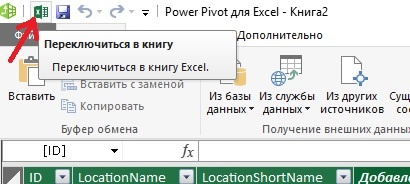 Power Pivot для Excel - Книга2
Переключиться в книгу
Переключиться в книгу Excel.
Дополнительно
Вставить
Вставить с заменой
Копировать
Буфер обмена
Из базы данных
Из службы данных
Из других источников
Получение внешних данных
[ID]
fx
ID LocationName LocationShortName Добавле